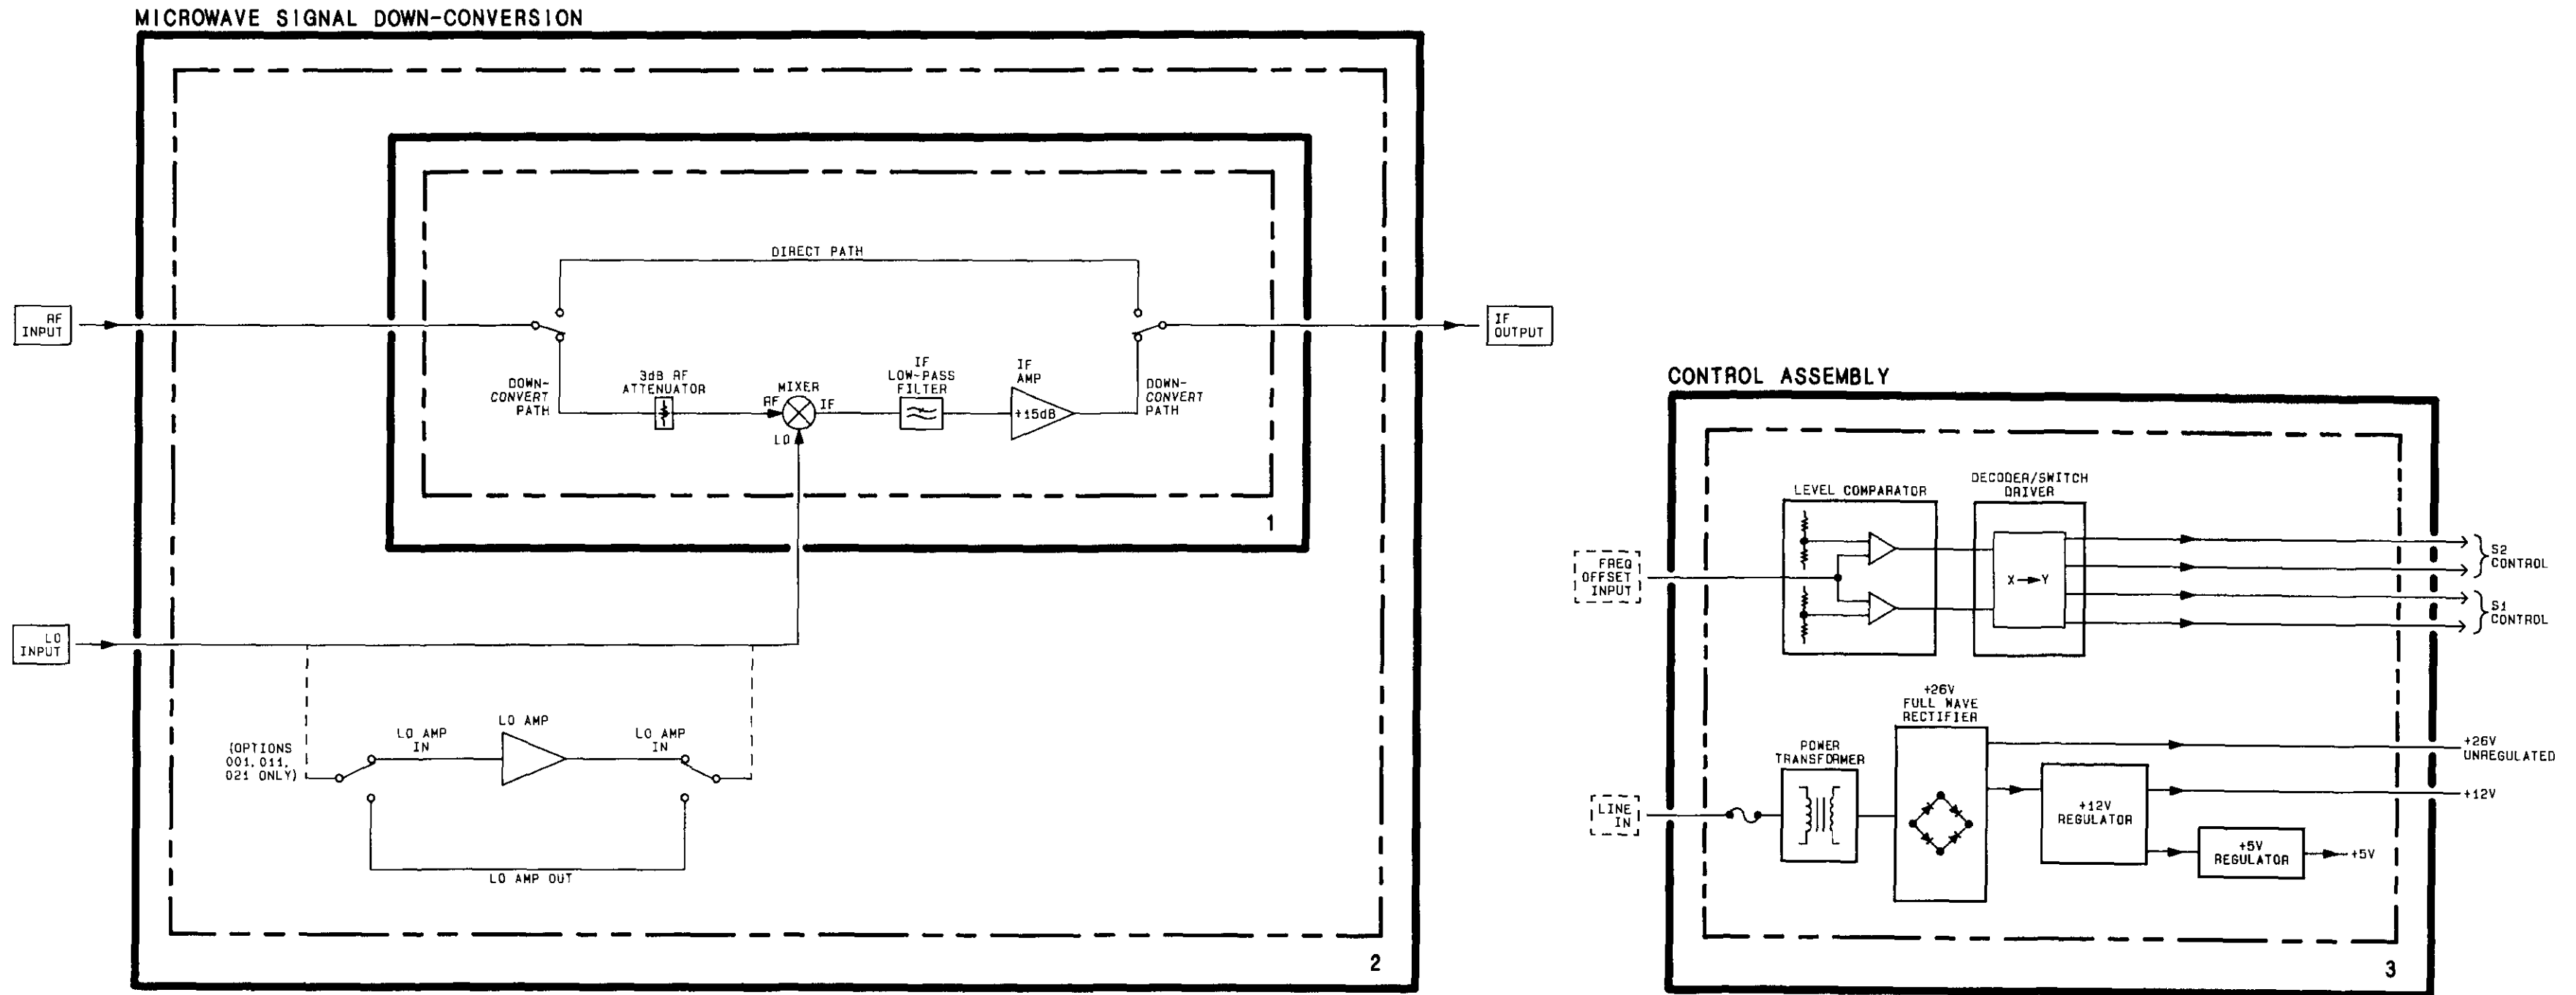 MICROWAVE SIGNAL DOWN-CONVERSION
DIRECT PATH
RF
INPUT
IF
OUTPUT
DOWN-
CONVERT
PATH
3dB RF
ATTENUATOR
MIXER
RF
IF
LO
IF
LOW-PASS
FILTER
IF
AMP
+15dB
DOWN-
CONVERT
PATH
1
LO
INPUT
(OPTIONS
001,011,
021 ONLY)
LO AMP
IN
LO AMP
LO AMP
IN
LO AMP OUT
2
CONTROL ASSEMBLY
LEVEL COMPARATOR
DECODER/SWITCH
DRIVER
FREQ
OFFSET
INPUT
X
Y
S2
CONTROL
S1
CONTROL
+26V
FULL WAVE
RECTIFIER
POWER
TRANSFORMER
LINE
IN
+12V
REGULATOR
+5V
REGULATOR
+26V
UNREGULATED
+12V
+5V
3